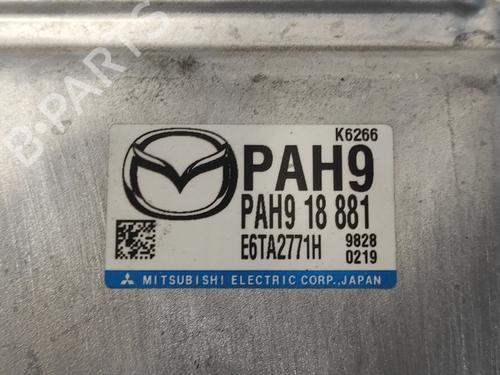 B-PARTS
K6266
PAH9
PAH9 18 881
E6TA2771H 9828
0219
MITSUBISHI ELECTRIC CORP.,JAPAN